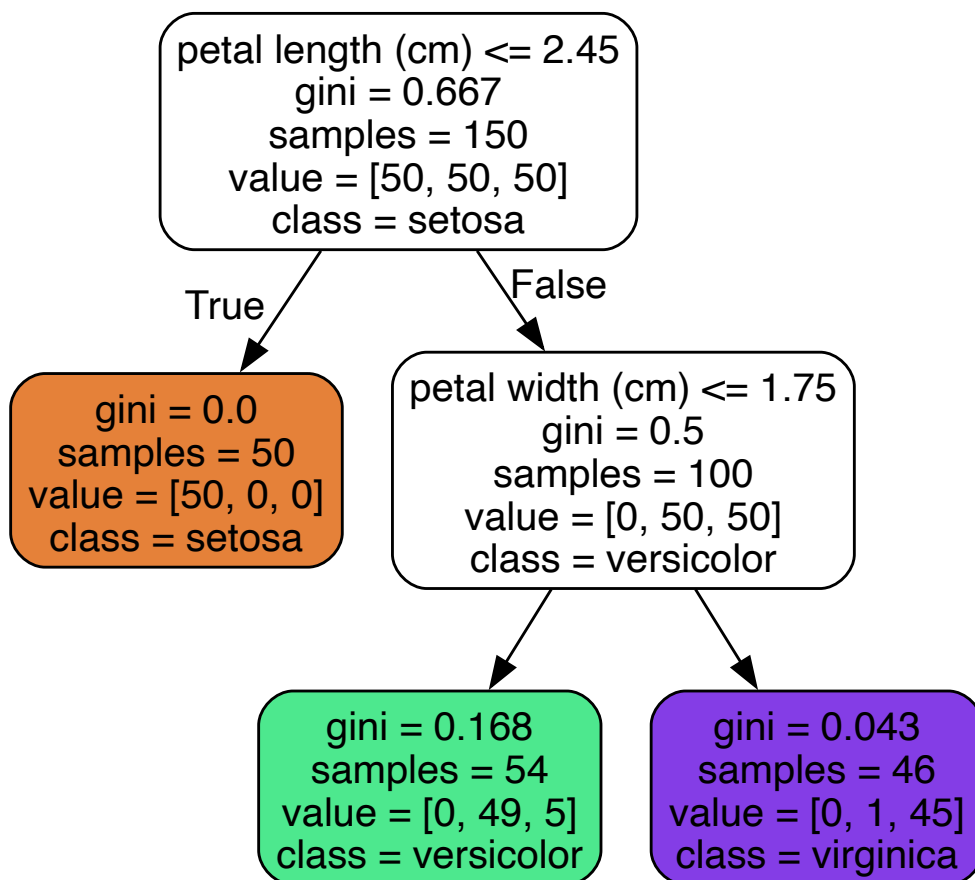 petal length (cm) <= 2.45
gini = 0.667
samples = 150
value = [50, 50, 50]
class = setosa
True
False
gini = 0.0
samples = 50
value = [50, 0, 0]
class = setosa
petal width (cm) <= 1.75
gini = 0.5
samples = 100
value = [0, 50, 50]
class = versicolor
gini = 0.168
samples = 54
value = [0, 49, 5]
class = versicolor
gini = 0.043
samples = 46
value = [0, 1, 45]
class = virginica